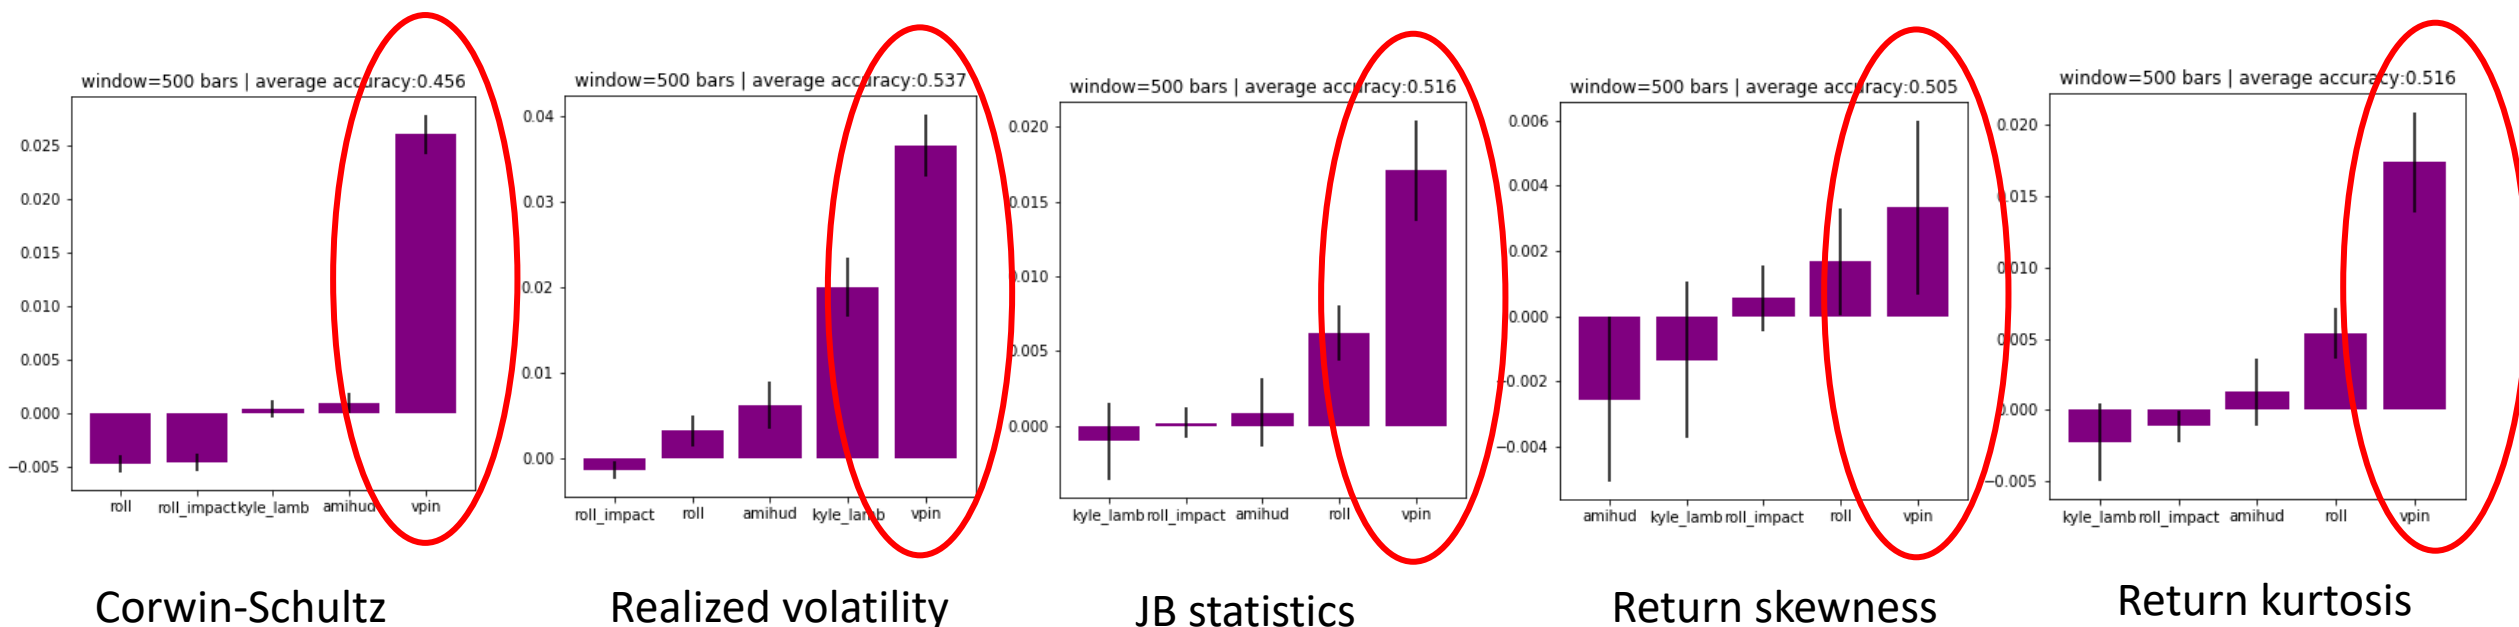 window=500 bars | average accuracy:0.456
0.025
0.020
0.015
0.010
0.005
0.000
−0.005
roll roll_impact kyle_lamb amihud vpin
Corwin-Schultz
window=500 bars | average accuracy:0.537
0.04
0.03
0.02
0.01
0.00
roll_impact roll amihud kyle_lamb vpin
Realized volatility
window=500 bars | average accuracy:0.516
0.020
0.015
0.010
0.005
0.000
kyle_lamb roll_impact amihud roll vpin
JB statistics
window=500 bars | average accuracy:0.505
0.006
0.004
0.002
0.000
−0.002
−0.004
amihud kyle_lamb roll_impact roll vpin
Return skewness
window=500 bars | average accuracy:0.516
0.020
0.015
0.010
0.005
0.000
−0.005
kyle_lamb roll_impact amihud roll vpin
Return kurtosis